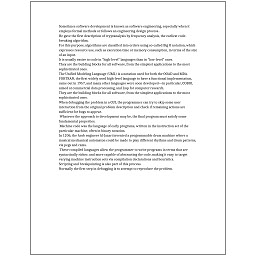 Sometimes software development is known as software engineering, especially when it
employs formal methods or follows an engineering design process.
He gave the first description of cryptanalysis by frequency analysis, the earliest code-
breaking algorithm.
For this purpose, algorithms are classified into orders using so-called Big O notation, which
expresses resource use, such as execution time or memory consumption, in terms of the size
of an input.
It is usually easier to code in "high-level" languages than in "low-level" ones.
They are the building blocks for all software, from the simplest applications to the most
sophisticated ones.
The Unified Modeling Language (UML) is a notation used for both the OOAD and MDA.
FORTRAN, the first widely used high-level language to have a functional implementation,
came out in 1957, and many other languages were soon developed—in particular, COBOL
aimed at commercial data processing, and Lisp for computer research.
They are the building blocks for all software, from the simplest applications to the most
sophisticated ones.
When debugging the problem in a GUI, the programmer can try to skip some user
interaction from the original problem description and check if remaining actions are
sufficient for bugs to appear.
Whatever the approach to development may be, the final program must satisfy some
fundamental properties.
Machine code was the language of early programs, written in the instruction set of the
particular machine, often in binary notation.
In 1206, the Arab engineer Al-Jazari invented a programmable drum machine where a
musical mechanical automaton could be made to play different rhythms and drum patterns,
via pegs and cams.
These compiled languages allow the programmer to write programs in terms that are
syntactically richer, and more capable of abstracting the code, making it easy to target
varying machine instruction sets via compilation declarations and heuristics.
Scripting and breakpointing is also part of this process.
Normally the first step in debugging is to attempt to reproduce the problem.